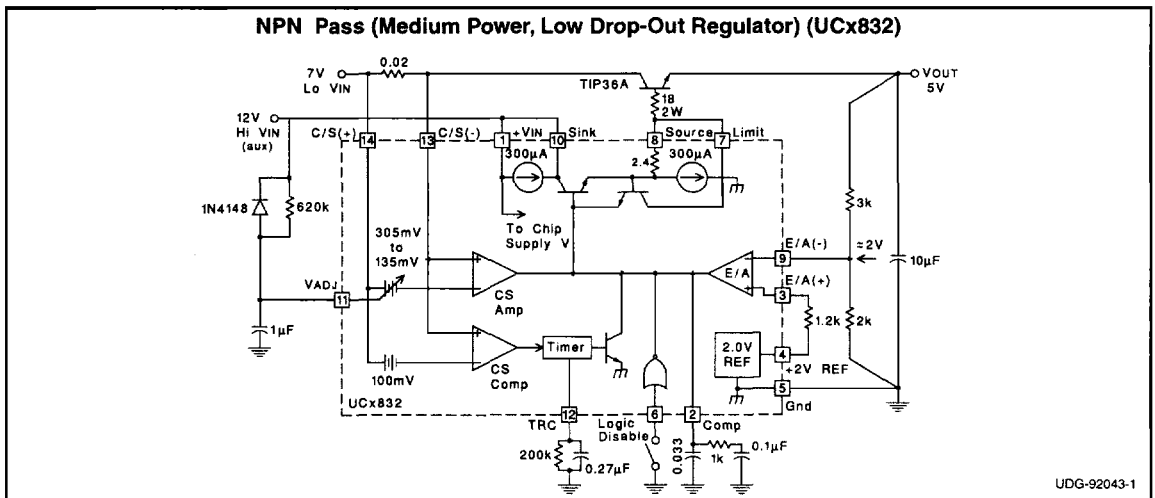 NPN Pass (Medium Power, Low Drop-Out Regulator) (UCx832)
7V
Lo VIN
0.02
TIP36A
18
2W
VOUT
5V
12V
Hi VIN
(aux)
C/S(+)
14
13
C/S(-)
1
+VIN
10
Sink
8
Source
7
Limit
300µA
2.4
300µA
1N4148
620k
To Chip
Supply V
3k
305mV
to
135mV
E/A(-)
9
≈2V
10µF
VADJ
11
CS
Amp
E/A
E/A(+)
3
1.2k
2k
1µF
Timer
2.0V
REF
4
+2V REF
100mV
CS
Comp
5
Gnd
UCx832
12
TRC
6
Logic
Disable
2
Comp
200k
0.27µF
0.033
1k
0.1µF
UDG-92043-1